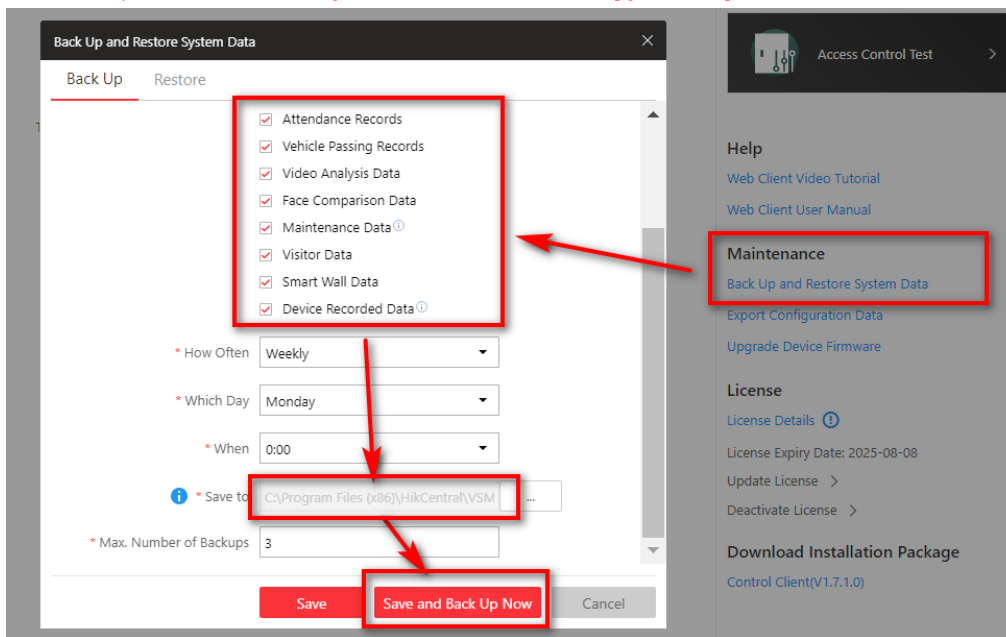 Back Up and Restore System Data
Back Up
Restore
Attendance Records
Vehicle Passing Records
Video Analysis Data
Face Comparison Data
Maintenance Data
Visitor Data
Smart Wall Data
Device Recorded Data
* How Often Weekly
* Which Day Monday
* When 0:00
* Save to C:\Program Files (x86)\HikCentral\VSM ...
* Max. Number of Backups 3
Save
Save and Back Up Now
Cancel
Access Control Test
Help
Web Client Video Tutorial
Web Client User Manual
Maintenance
Back Up and Restore System Data
Export Configuration Data
Upgrade Device Firmware
License
License Details
License Expiry Date: 2025-08-08
Update License >
Deactivate License >
Download Installation Package
Control Client(V1.7.1.0)